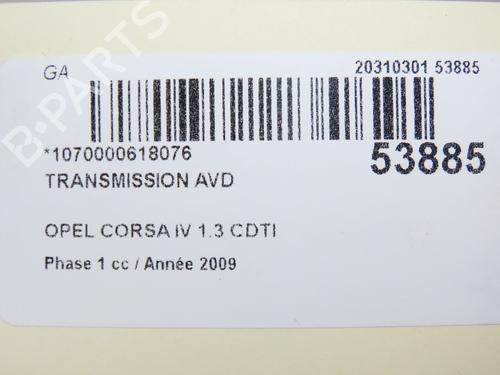 B-PARTS
GA
20310301 53885
*1070000618076
53885
TRANSMISSION AVD
OPEL CORSA IV 1.3 CDTI
Phase 1 cc / Année 2009